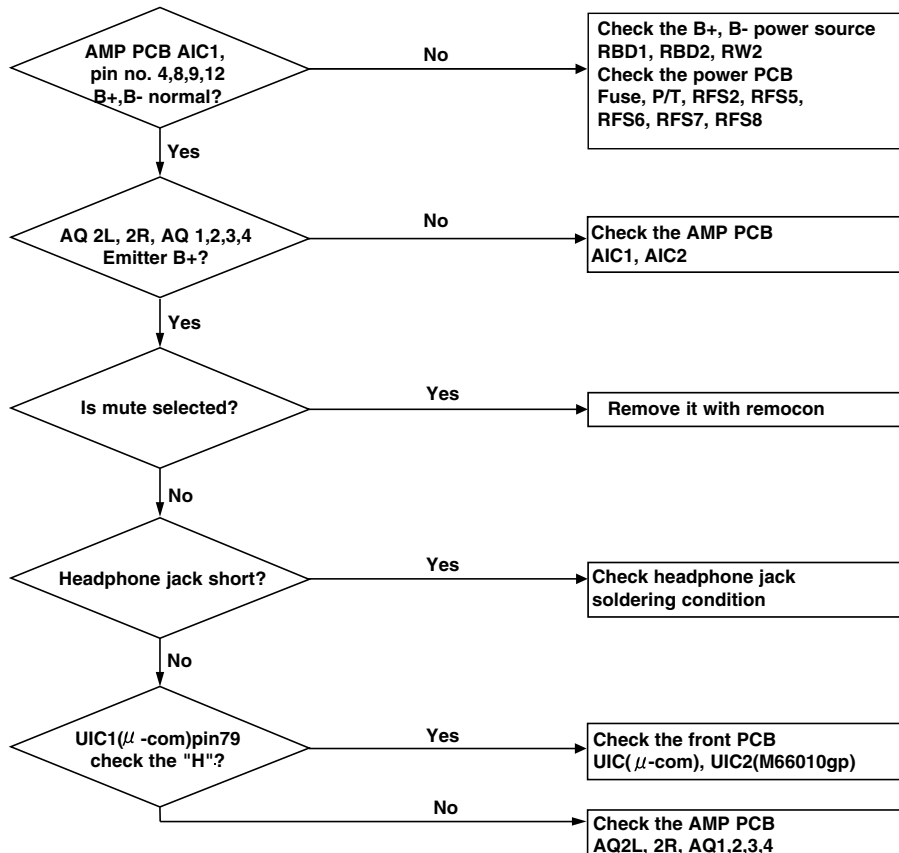 AMP PCB AIC1,
pin no. 4,8,9,12
B+,B- normal?
No
Check the B+, B- power source
RBD1, RBD2, RW2
Check the power PCB
Fuse, P/T, RFS2, RFS5,
RFS6, RFS7, RFS8
Yes
AQ 2L, 2R, AQ 1,2,3,4
Emitter B+?
No
Check the AMP PCB
AIC1, AIC2
Yes
Is mute selected?
Yes
Remove it with remocon
No
Headphone jack short?
Yes
Check headphone jack
soldering condition
No
UIC1(μ -com)pin79
check the "H".?
Yes
Check the front PCB
UIC(μ-com), UIC2(M66010gp)
No
Check the AMP PCB
AQ2L, 2R, AQ1,2,3,4